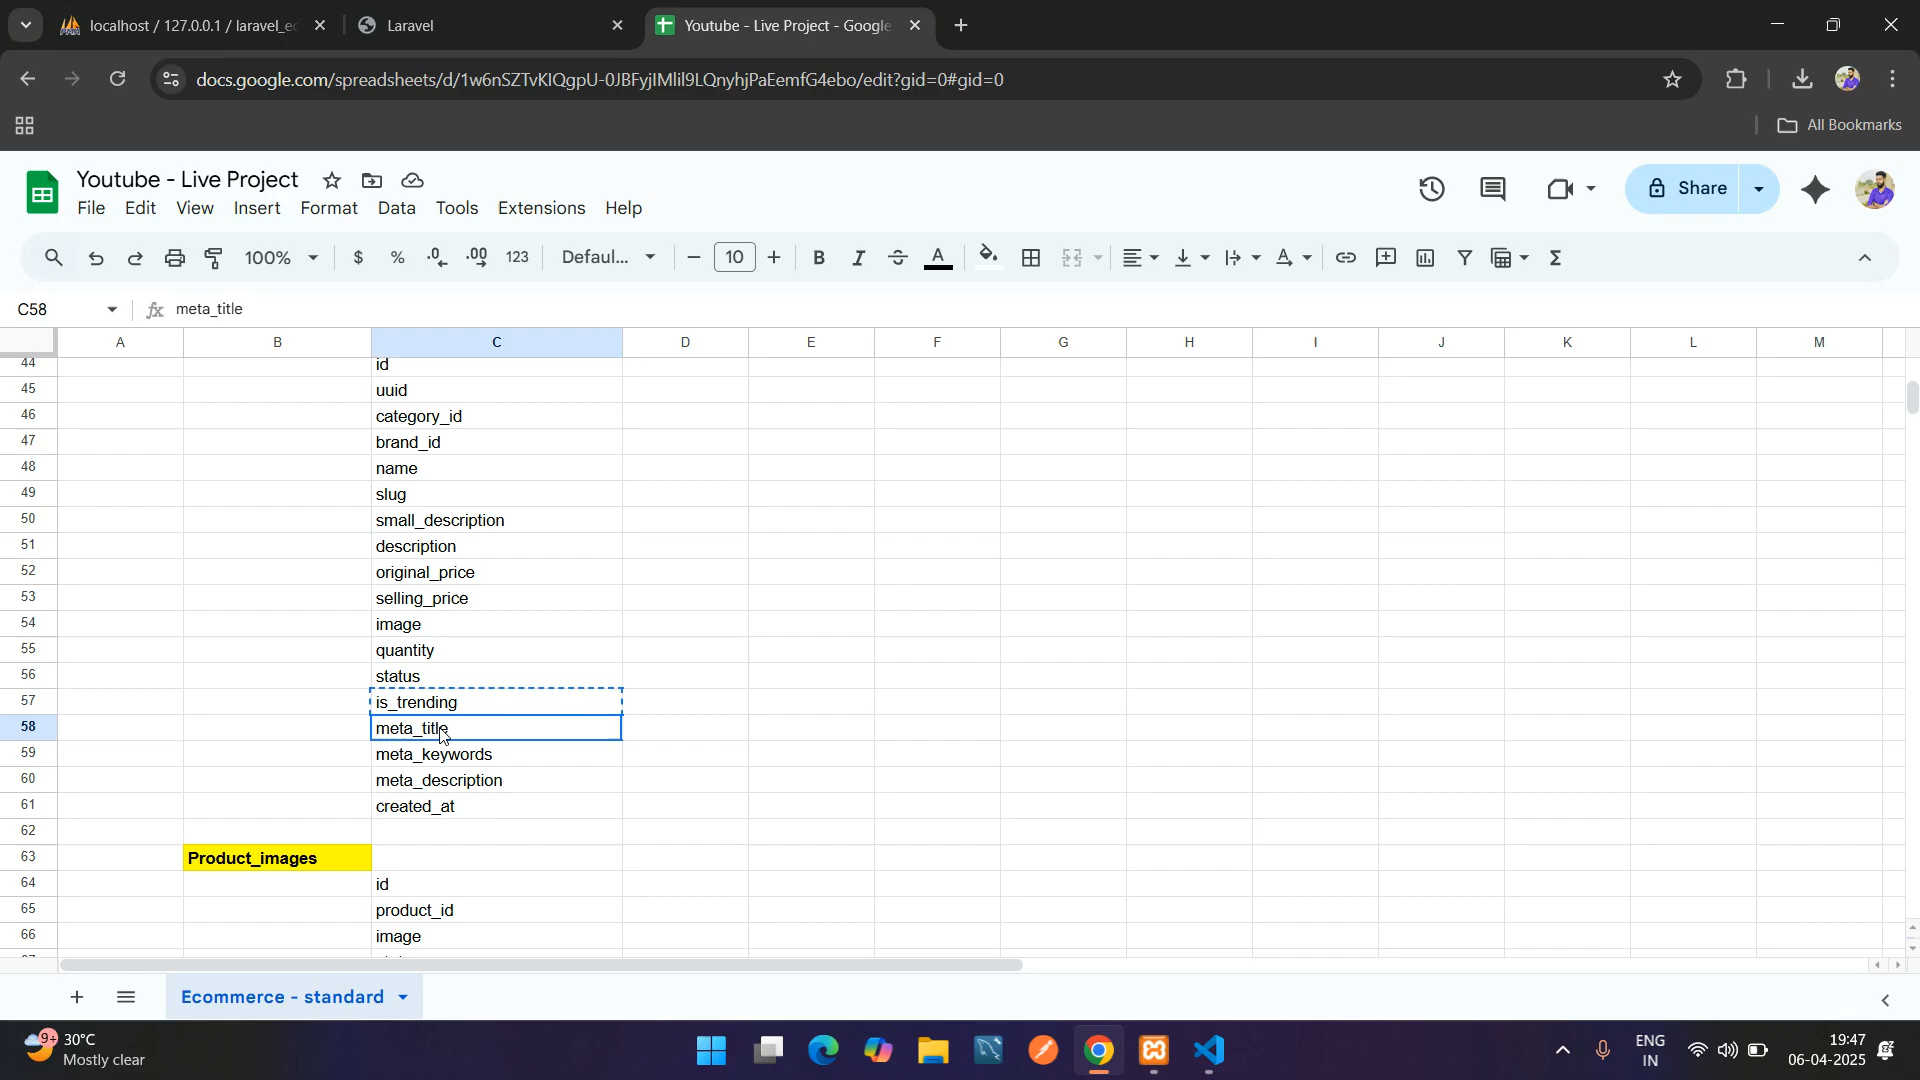 localhost / 127.0.0.1 / laravel_ec
Laravel
Youtube - Live Project - Google
docs.google.com/spreadsheets/d/1w6nSZTvKIQgpU-0JBFyjIMlil9LQnyhjPaEemfG4ebo/edit?gid=0#gid=0
All Bookmarks
Youtube - Live Project
File Edit View Insert Format Data Tools Extensions Help
Share
100% $ % .0 .00 123 Defaul... 10 B I A
C58 fx meta_title
A B C D E F G H I J K L M
44 id
45 uuid
46 category_id
47 brand_id
48 name
49 slug
50 small_description
51 description
52 original_price
53 selling_price
54 image
55 quantity
56 status
57 is_trending
58 meta_title
59 meta_keywords
60 meta_description
61 created_at
62
63 Product_images
64 id
65 product_id
66 image
Ecommerce - standard
9+ 30°C
Mostly clear
ENG
IN
19:47
06-04-2025